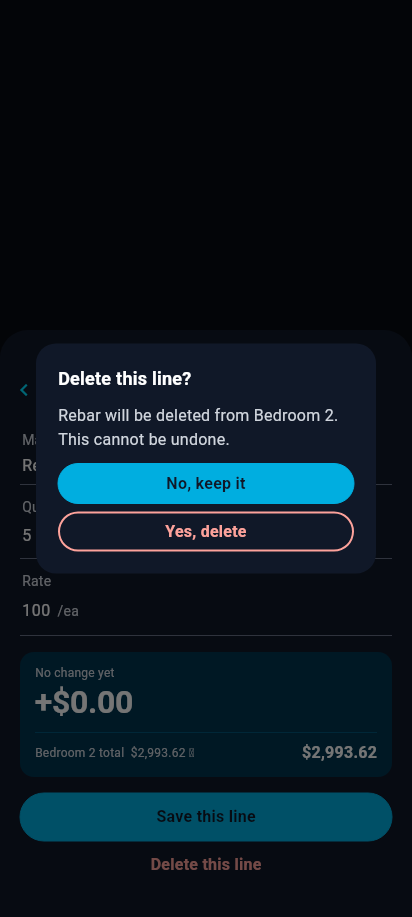 Delete this line?
Rebar will be deleted from Bedroom 2.
This cannot be undone.
No, keep it
Yes, delete
5
Rate
100 /ea
No change yet
+$0.00
Bedroom 2 total $2,993.62
$2,993.62
Save this line
Delete this line